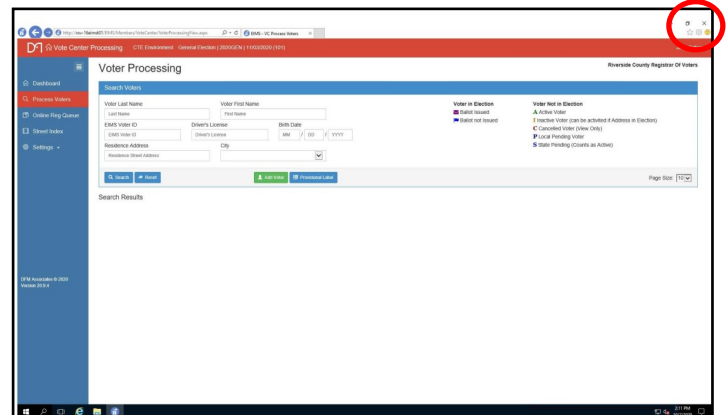 EIMS - VC Process Voters
Vote Center Processing CTE Environment General Election | 2020GEN | 11/03/2020 (101)
Voter Processing
Riverside County Registrar Of Voters
Dashboard
Process Voters
Online Reg Queue
Street Index
Settings
Search Voters
Voter Last Name Voter First Name
Last Name First Name
EIMS Voter ID Driver's License Birth Date
EIMS Voter ID Driver's License MM / DD / YYYY
Residence Address City
Residence Street Address
Voter in Election
Ballot Issued
Ballot not Issued
Voter Not in Election
A Active Voter
I Inactive Voter (can be activited if Address in Election)
C Cancelled Voter (View Only)
P Local Pending Voter
S State Pending (Counts as Active)
Search Reset Add Voter Provisional Label Page Size: 10
Search Results
DFM Associates © 2020
Version 20.9.4
2:11 PM